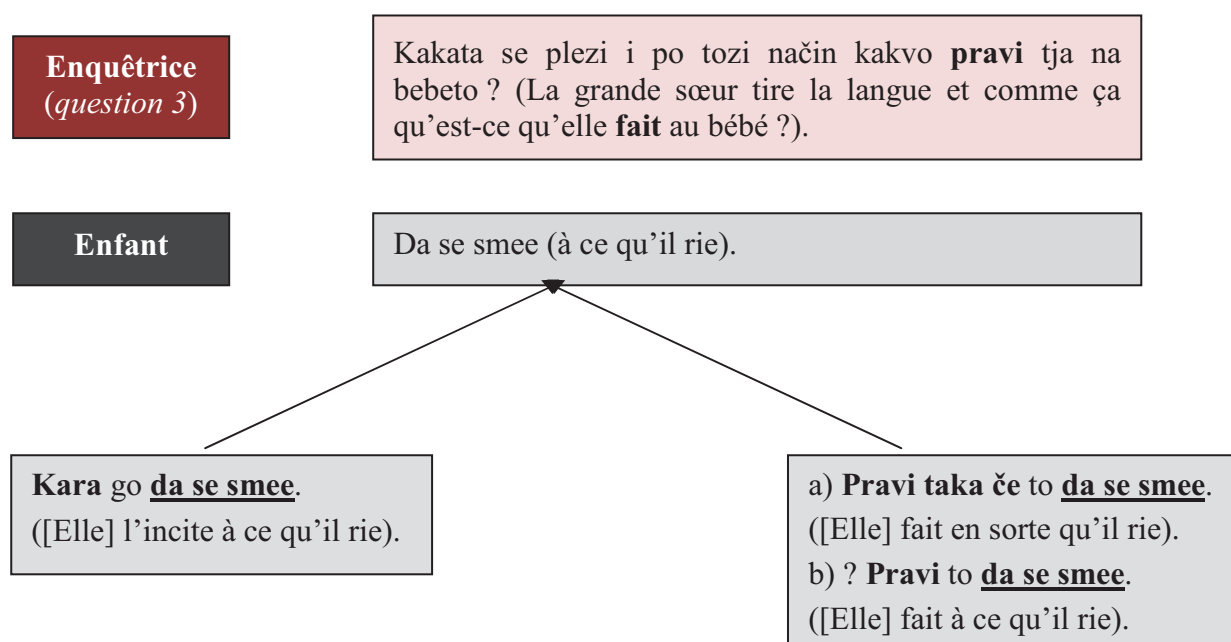 Enquêtrice
(question 3)
Kakata se plezi i po tozi način kakvo pravi tja na
bebeto ? (La grande sœur tire la langue et comme ça
qu’est-ce qu’elle fait au bébé ?).
Enfant
Da se smee (à ce qu’il rie).
Kara go da se smee.
([Elle] l’incite à ce qu’il rie).
a) Pravi taka če to da se smee.
([Elle] fait en sorte qu’il rie).
b) ? Pravi to da se smee.
([Elle] fait à ce qu’il rie).